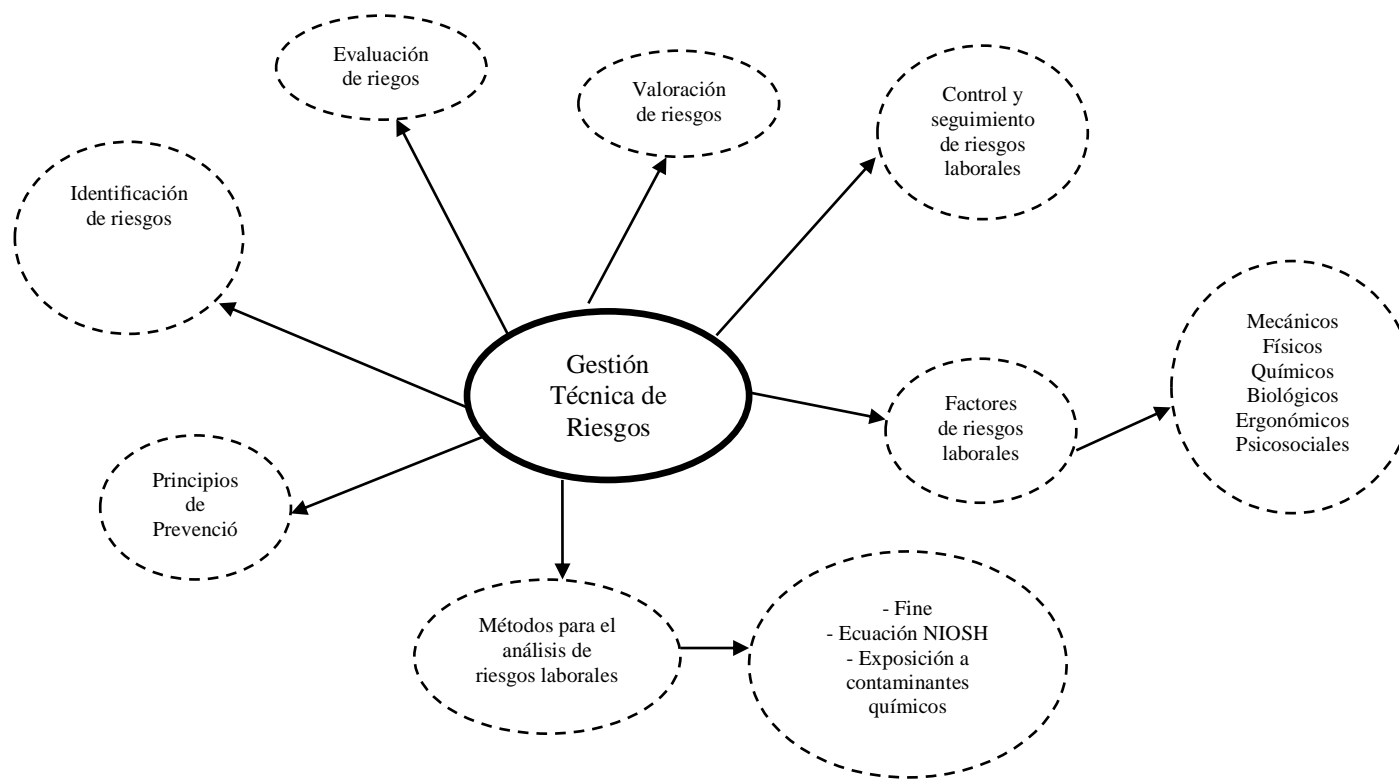 Evaluación
de riegos
Valoración
de riesgos
Control y
seguimiento
de riesgos
laborales
Identificación
de riesgos
Gestión
Técnica de
Riesgos
Mecánicos
Físicos
Químicos
Biológicos
Ergonómicos
Psicosociales
Factores
de riesgos
laborales
Principios
de
Prevenció
Métodos para el
análisis de
riesgos laborales
- Fine
- Ecuación NIOSH
- Exposición a
contaminantes
químicos